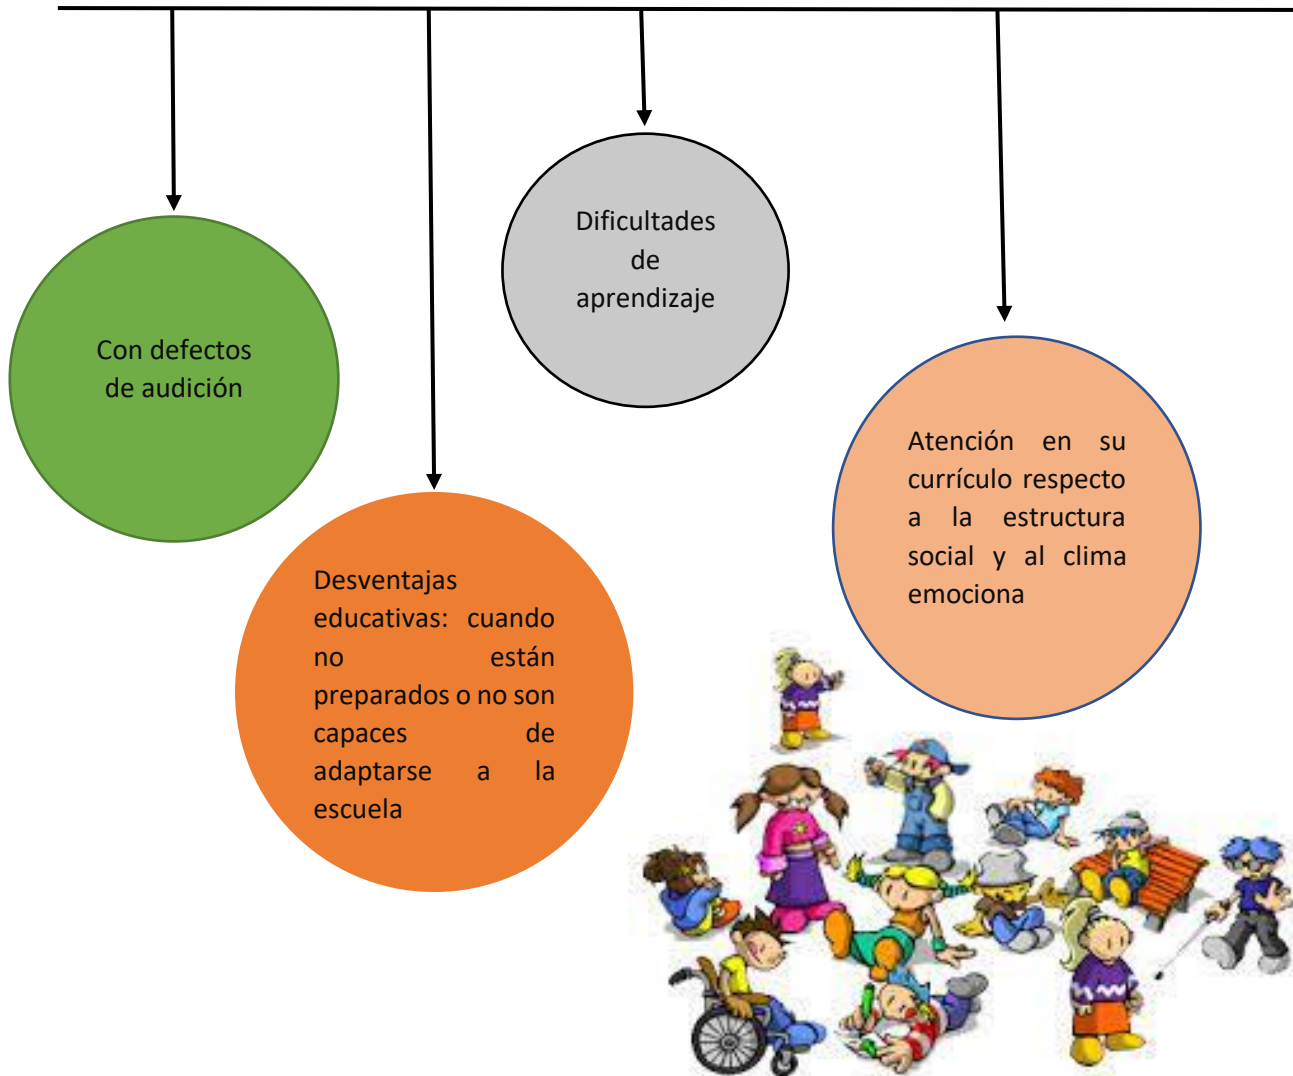 Con defectos
de audición
Desventajas
educativas: cuando
no están
preparados o no son
capaces de
adaptarse a la
escuela
Dificultades
de
aprendizaje
Atención en su
currículo respecto
a la estructura
social y al clima
emociona